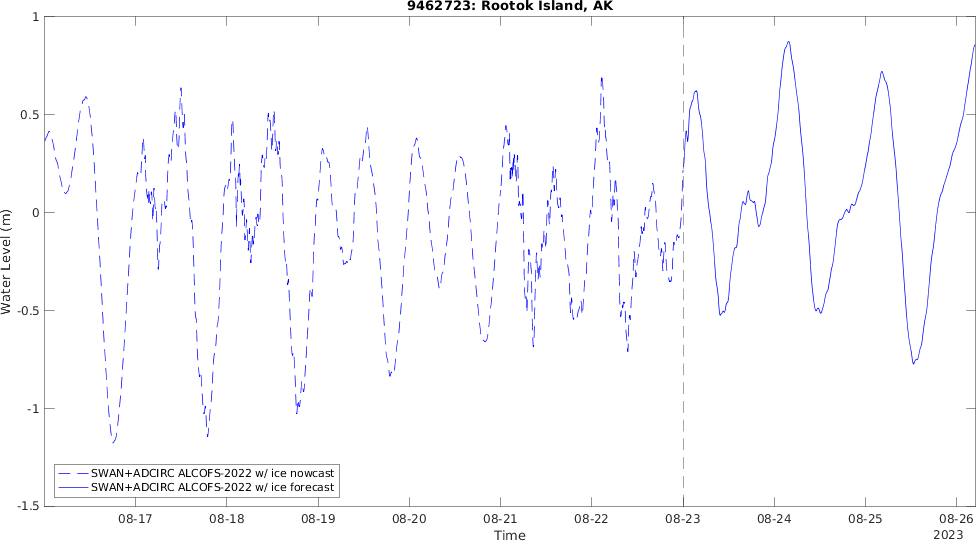 9462723: Rootok Island, AK
1
0.5
0
-0.5
-1
-1.5
Water Level (m)
SWAN+ADCIRC ALCOFS-2022 w/ ice nowcast
SWAN+ADCIRC ALCOFS-2022 w/ ice forecast
08-17 08-18 08-19 08-20 08-21 08-22 08-23 08-24 08-25 08-26
Time
2023